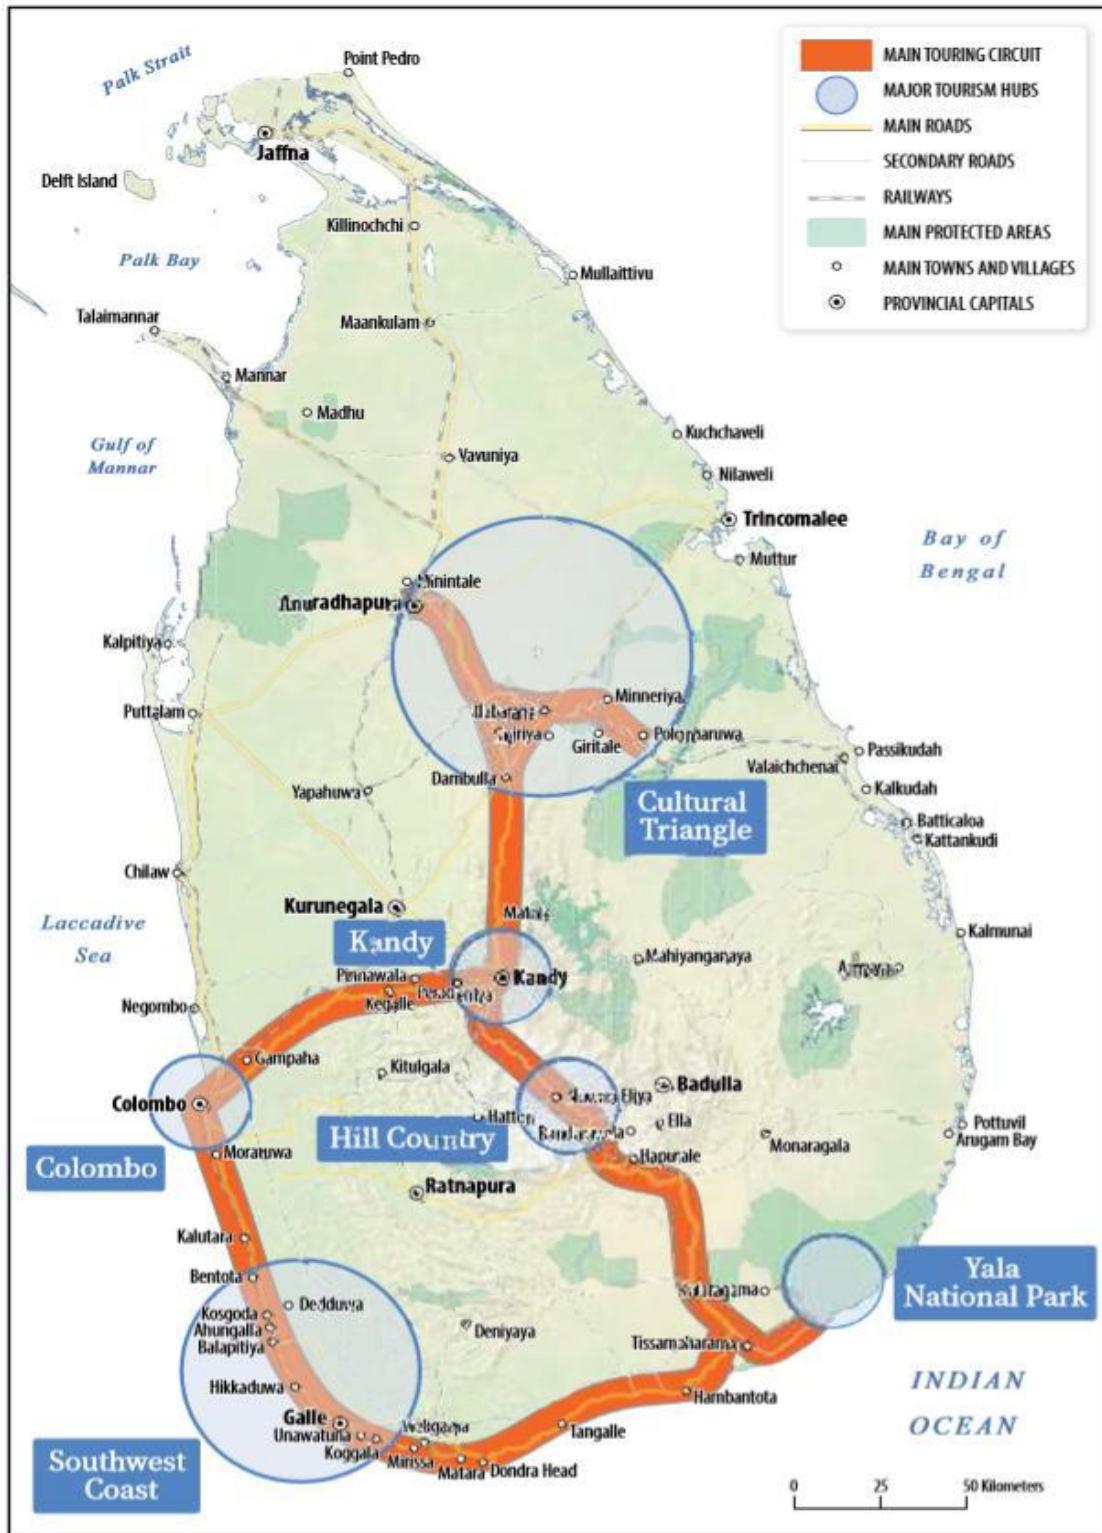 MAIN TOURING CIRCUIT
MAJOR TOURISM HUBS
MAIN ROADS
SECONDARY ROADS
RAILWAYS
MAIN PROTECTED AREAS
MAIN TOWNS AND VILLAGES
PROVINCIAL CAPITALS
Palk Strait
Point Pedro
Jaffna
Delft Island
Killinochchi
Palk Bay
Mullaittivu
Talaimannar
Maankulam
Mannar
Madhu
Kuchchaveli
Gulf of
Mannar
Vavuniya
Nilaweli
Trincomalee
Bay of
Bengal
Muttur
Minintale
Anuradhapura
Kalpitiya
Minneriya
Puttalam
Giritale
Passikudah
Valaichchenai
Dambulla
Kalkudah
Yapahuwa
Cultural
Triangle
Batticaloa
Kattankudi
Chilaw
Kurunegala
Laccadive
Sea
Kalmunai
Kandy
Mahiyanganaya
Pinnawala
Kandy
Kegalle
Negombo
Gampaha
Kitulgala
Badulla
Colombo
Hatton
Ella
Pottuvil
Arugam Bay
Hill Country
Monaragala
Colombo
Moratuwa
Haputale
Ratnapura
Kalutara
Yala
National Park
Bentota
Kosgoda
Ahungalla
Balapitiya
Dedduwa
Deniyaya
Tissamaharama
Hikkaduwa
INDIAN
OCEAN
Hambantota
Galle
Unawatuna
Koggala
Weligama
Tangalle
Mirissa
Matara
Dondra Head
Southwest
Coast
0
25
50 Kilometers